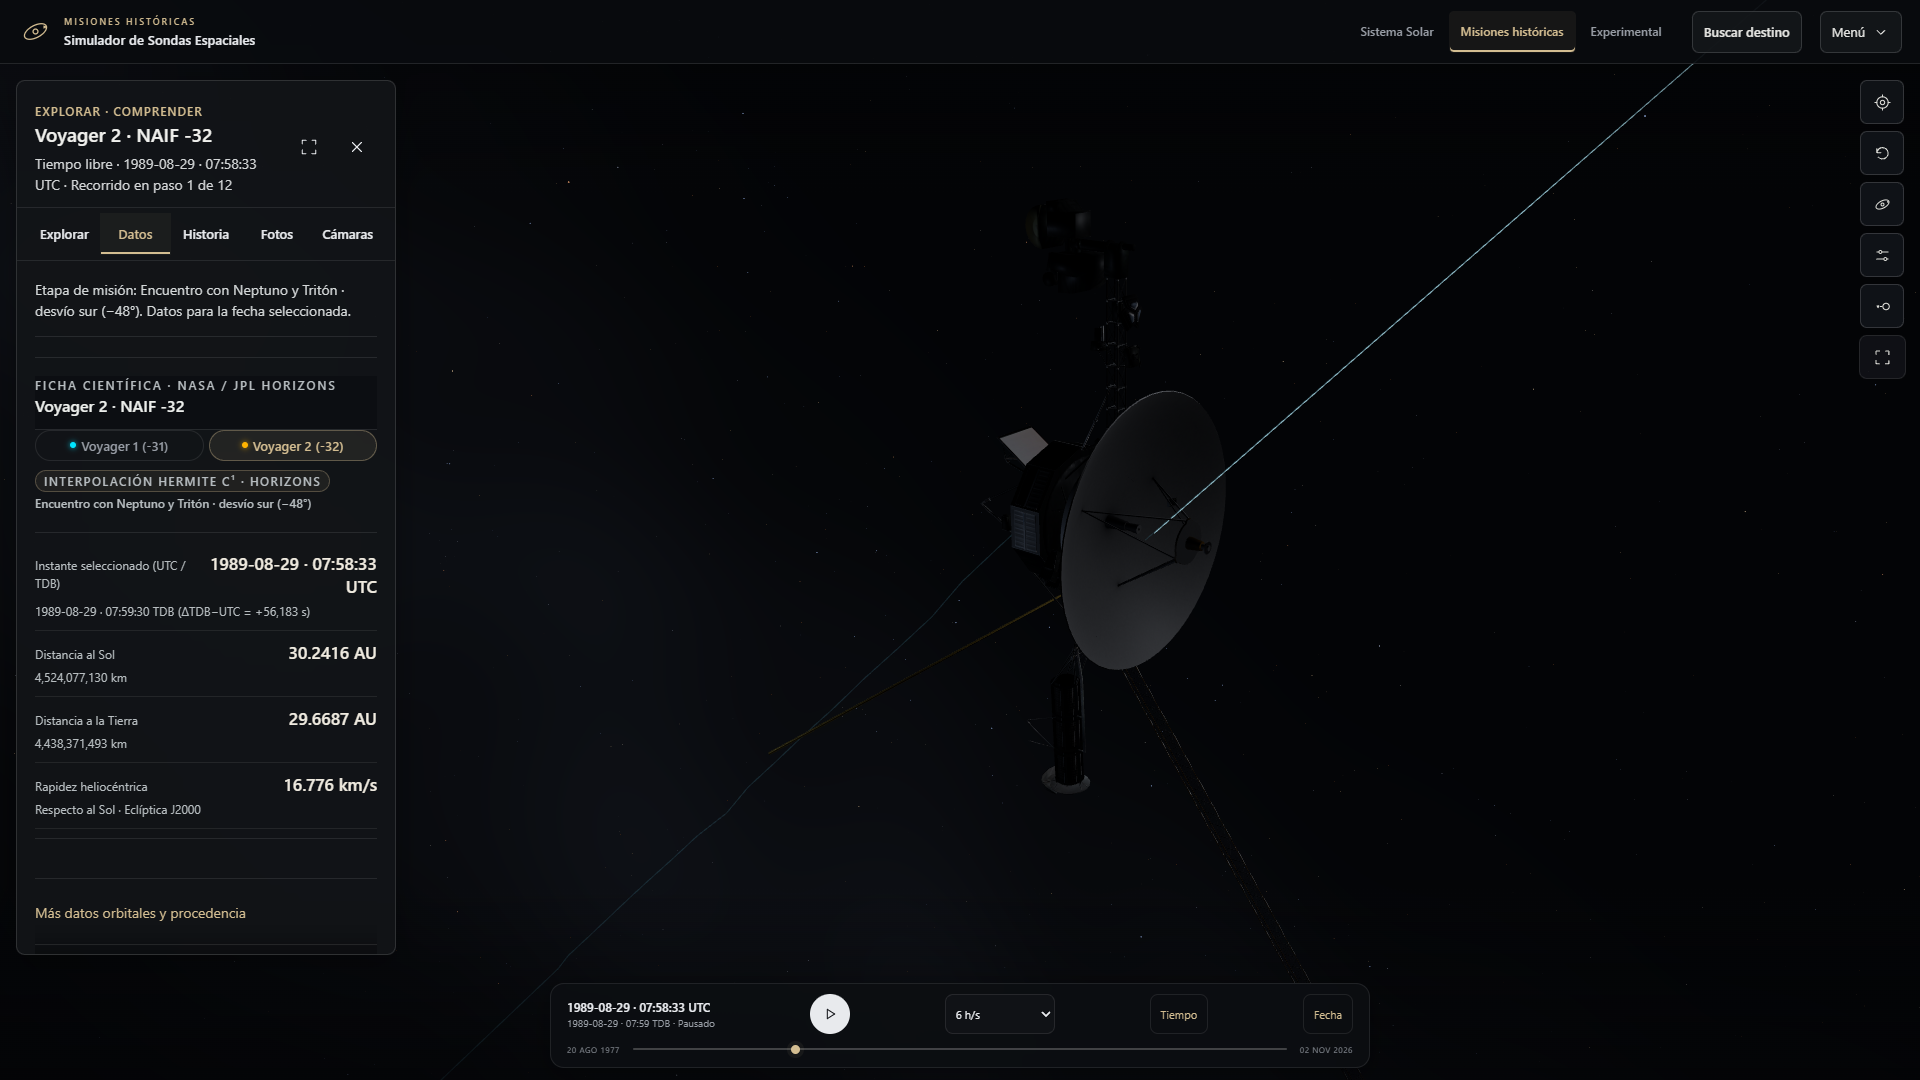 MISIONES HISTÓRICAS
Simulador de Sondas Espaciales
Sistema Solar
Misiones históricas
Experimental
Buscar destino
Menú
EXPLORAR · COMPRENDER
Voyager 2 · NAIF -32
Tiempo libre · 1989-08-29 · 07:58:33
UTC · Recorrido en paso 1 de 12
Explorar
Datos
Historia
Fotos
Cámaras
Etapa de misión: Encuentro con Neptuno y Tritón ·
desvío sur (−48°). Datos para la fecha seleccionada.
FICHA CIENTÍFICA · NASA / JPL HORIZONS
Voyager 2 · NAIF -32
Voyager 1 (-31)
Voyager 2 (-32)
INTERPOLACIÓN HERMITE C¹ · HORIZONS
Encuentro con Neptuno y Tritón · desvío sur (−48°)
Instante seleccionado (UTC /
TDB)
1989-08-29 · 07:58:33
UTC
1989-08-29 · 07:59:30 TDB (ΔTDB−UTC = +56,183 s)
Distancia al Sol
30.2416 AU
4,524,077,130 km
Distancia a la Tierra
29.6687 AU
4,438,371,493 km
Rapidez heliocéntrica
16.776 km/s
Respecto al Sol · Eclíptica J2000
Más datos orbitales y procedencia
1989-08-29 · 07:58:33 UTC
1989-08-29 · 07:59 TDB · Pausado
6 h/s
Tiempo
Fecha
20 AGO 1977
02 NOV 2026